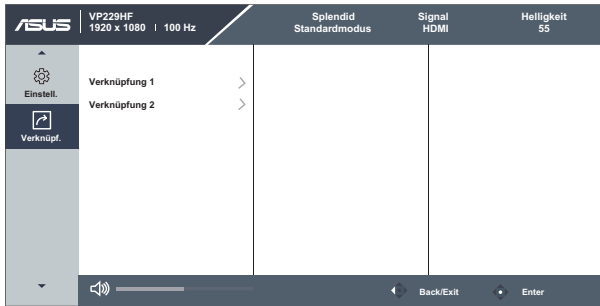 ASUS
VP229HF
1920 x 1080 | 100 Hz
Splendid
Standardmodus
Signal
HDMI
Helligkeit
55
Einstell.
Verknüpf.
Verknüpfung 1
Verknüpfung 2
Back/Exit
Enter